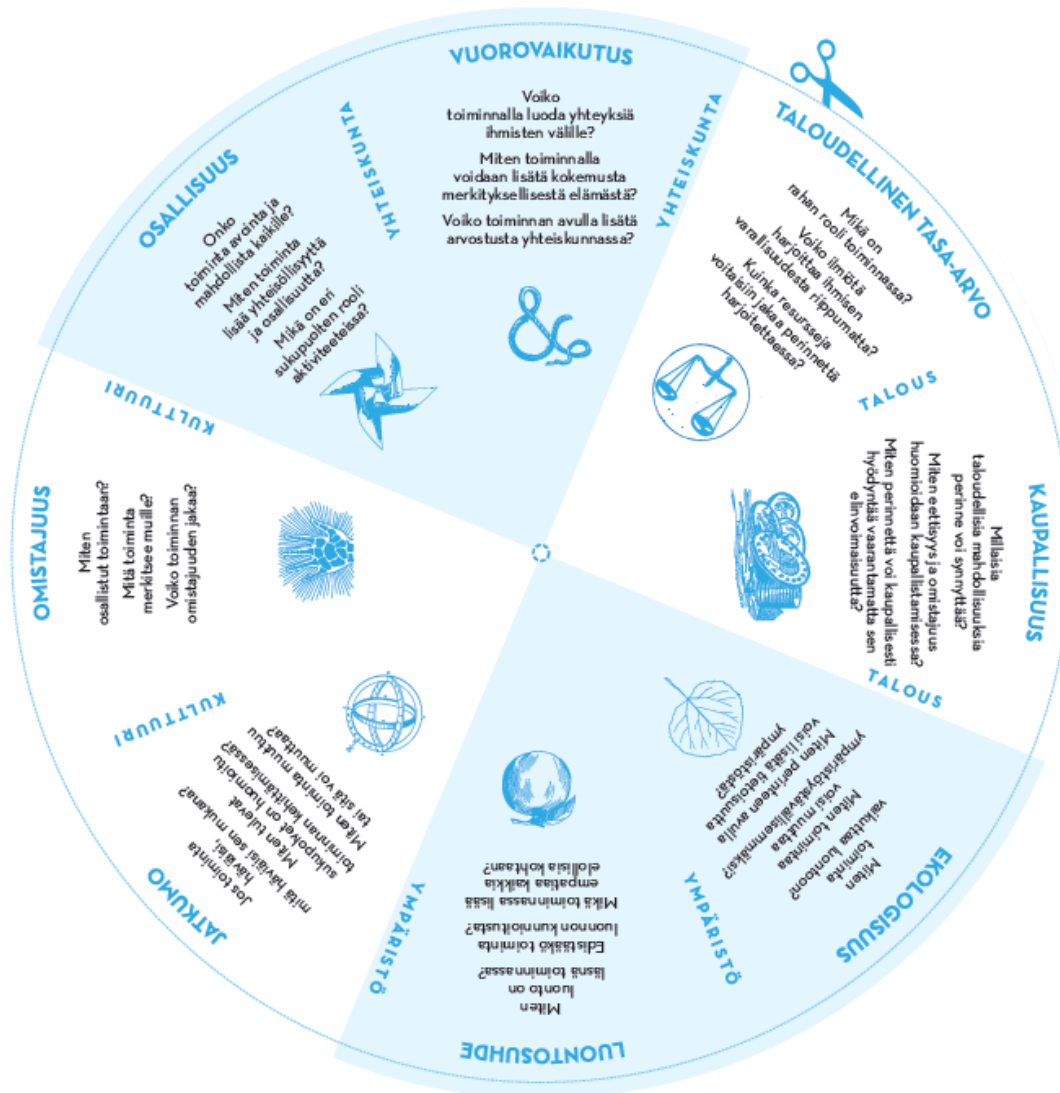 VUOROVAIKUTUS
Voiko
toiminnalla luoda yhteyksiä
ihmisten välille?
Miten toiminnalla
voidaan lisätä kokemusta
merkityksellisestä elämästä?
Voiko toiminnan avulla lisätä
arvostusta yhteiskunnassa?
YHTEISKUNTA
TALOUDELLINEN TASA-ARVO
Mikä on
rahan rooli toiminnassa?
Voiko ilmiötä
harjoittaa ihmisen
varallisuudesta riippumatta?
Kuinka resursseja
voitaisiin jakaa perinnettä
harjoitettaessa?
TALOUS
KAUPALLISUUS
Millaisia
taloudellisia mahdollisuuksia
perinne voi synnyttää?
Miten eettisyys ja omistajuus
huomioidaan kaupallistamisessa?
Miten perinnettä voi kaupallisesti
hyödyntää vaarantamatta sen
elinvoimaisuutta?
TALOUS
EKOLOGISUUS
Miten
toiminta
vaikuttaa luontoon?
Miten toimintaa
voisi muuttaa
ympäristöystävällisemmäksi?
Miten perinteen avulla
voisi lisätä tietoisuutta
ympäristöstä?
YMPÄRISTÖ
LUONTOSUHDE
Miten
luonto on
läsnä toiminnassa?
Edistääkö toiminta
luonnon kunnioitusta?
Mikä toiminnassa lisää
empatiaa kaikkia
elollisia kohtaan?
YMPÄRISTÖ
JATKUMO
Jos toiminta
häviäisi,
mitä häviäisi sen mukana?
Miten tulevat
sukupolvet on huomioitu
toiminnan kehittämisessä?
Miten toiminta muuttuu
tai sitä voi muuttaa?
KULTTUURI
OMISTAJUUS
Miten
osallistut toimintaan?
Mitä toiminta
merkitsee muille?
Voiko toiminnan
omistajuuden jakaa?
KULTTUURI
OSALLISUUS
Onko
toiminta avointa ja
mahdollista kaikille?
Miten toiminta
lisää yhteisöllisyyttä
ja osallisuutta?
Mikä on eri
sukupuolten rooli
aktiviteeteissa?
YHTEISKUNTA